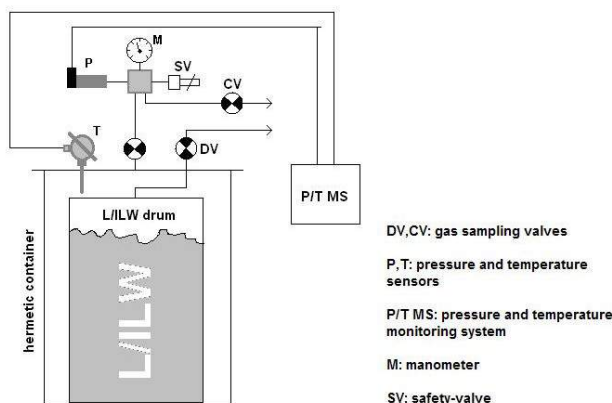 M
P
SV
CV
T
DV
P/T MS
L/ILW drum
L/ILW
hermetic container
DV,CV: gas sampling valves
P,T: pressure and temperature
sensors
P/T MS: pressure and temperature
monitoring system
M: manometer
SV: safety-valve